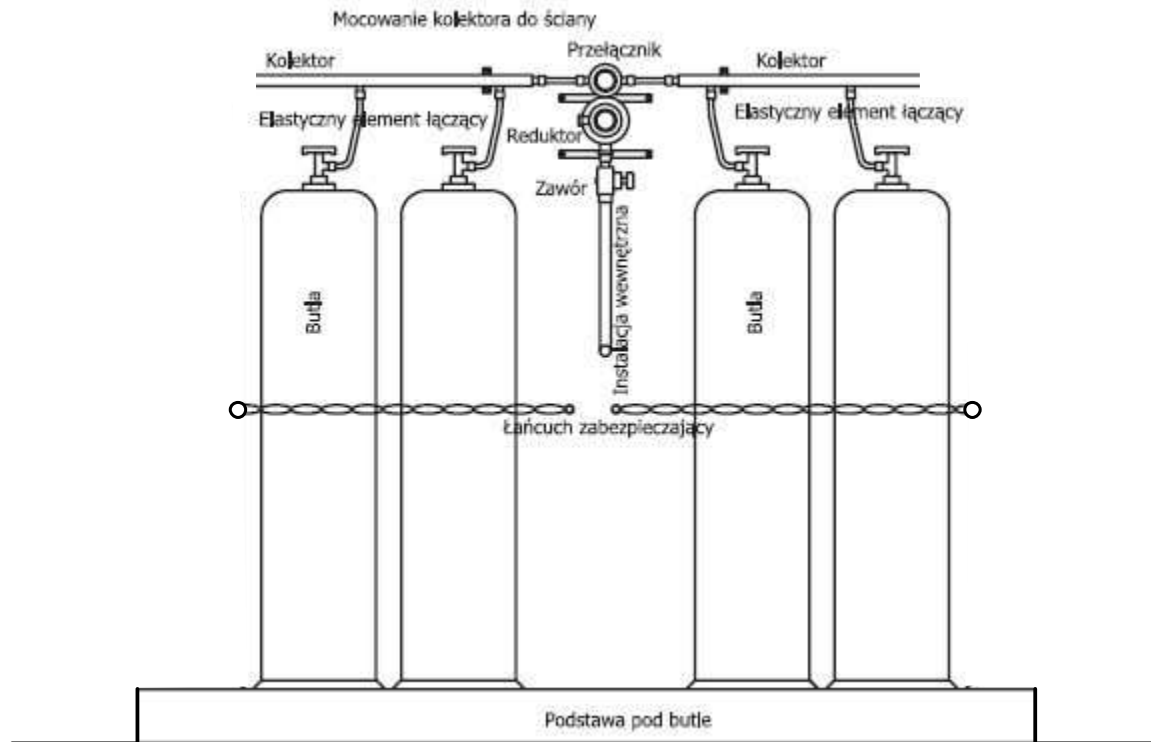 Mocowanie kolektora do ściany
Kolektor
Przełącznik
Kolektor
Elastyczny element łączący
Elastyczny element łączący
Reduktor
Zawór
Instalacja wewnętrzna
Butla
Butla
Łańcuch zabezpieczający
Podstawa pod butle